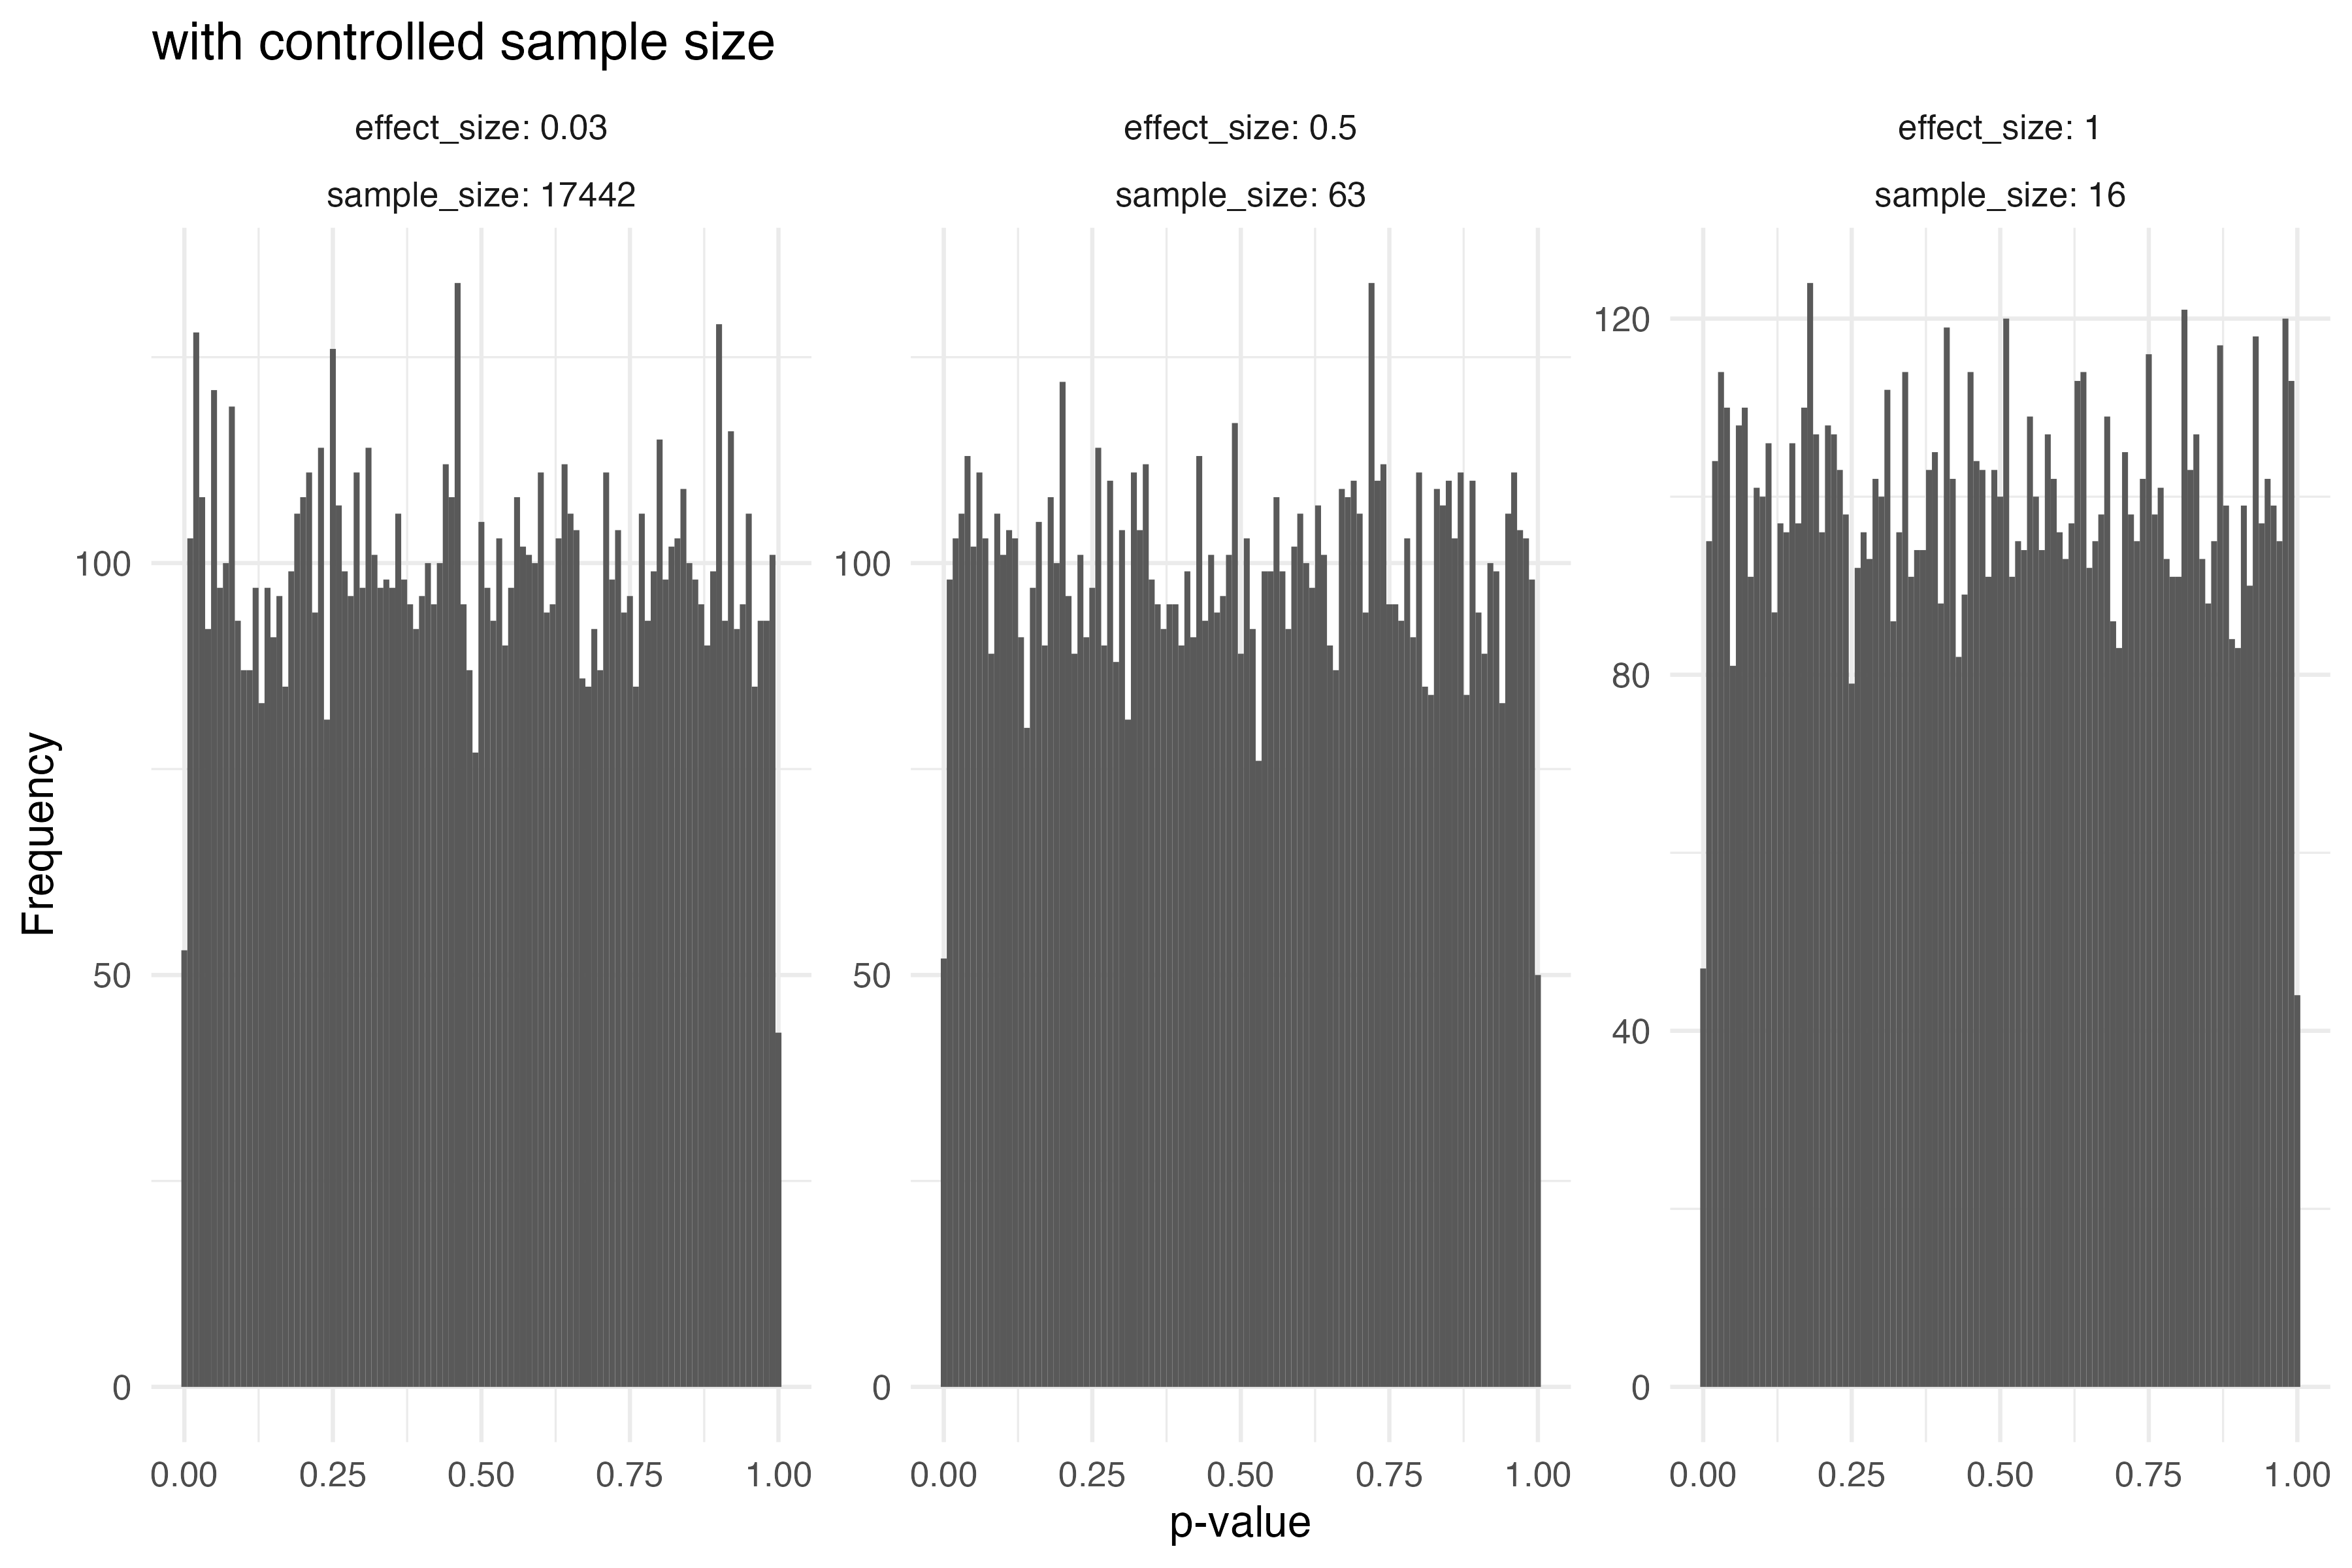 with controlled sample size
effect_size: 0.03
sample_size: 17442
effect_size: 0.5
sample_size: 63
effect_size: 1
sample_size: 16
Frequency
100
50
0
100
50
0
120
80
40
0
0.00 0.25 0.50 0.75 1.00
0.00 0.25 0.50 0.75 1.00
0.00 0.25 0.50 0.75 1.00
p-value